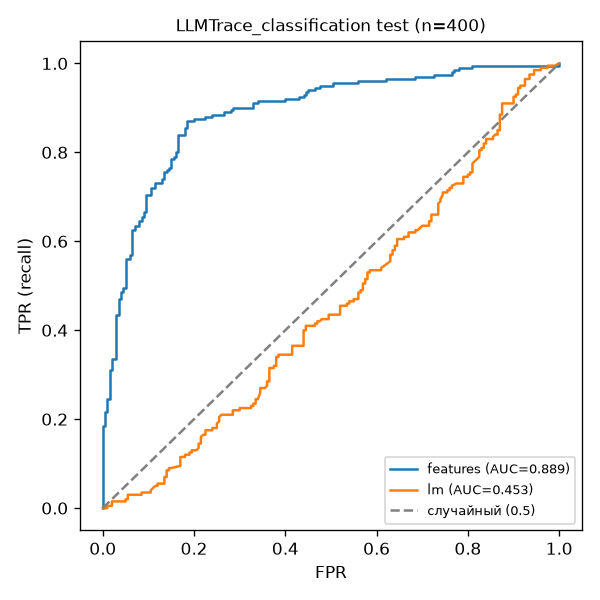 LLMTrace_classification test (n=400)
TPR (recall)
1.0
0.8
0.6
0.4
0.2
0.0
0.0 0.2 0.4 0.6 0.8 1.0
FPR
features (AUC=0.889)
lm (AUC=0.453)
случайный (0.5)